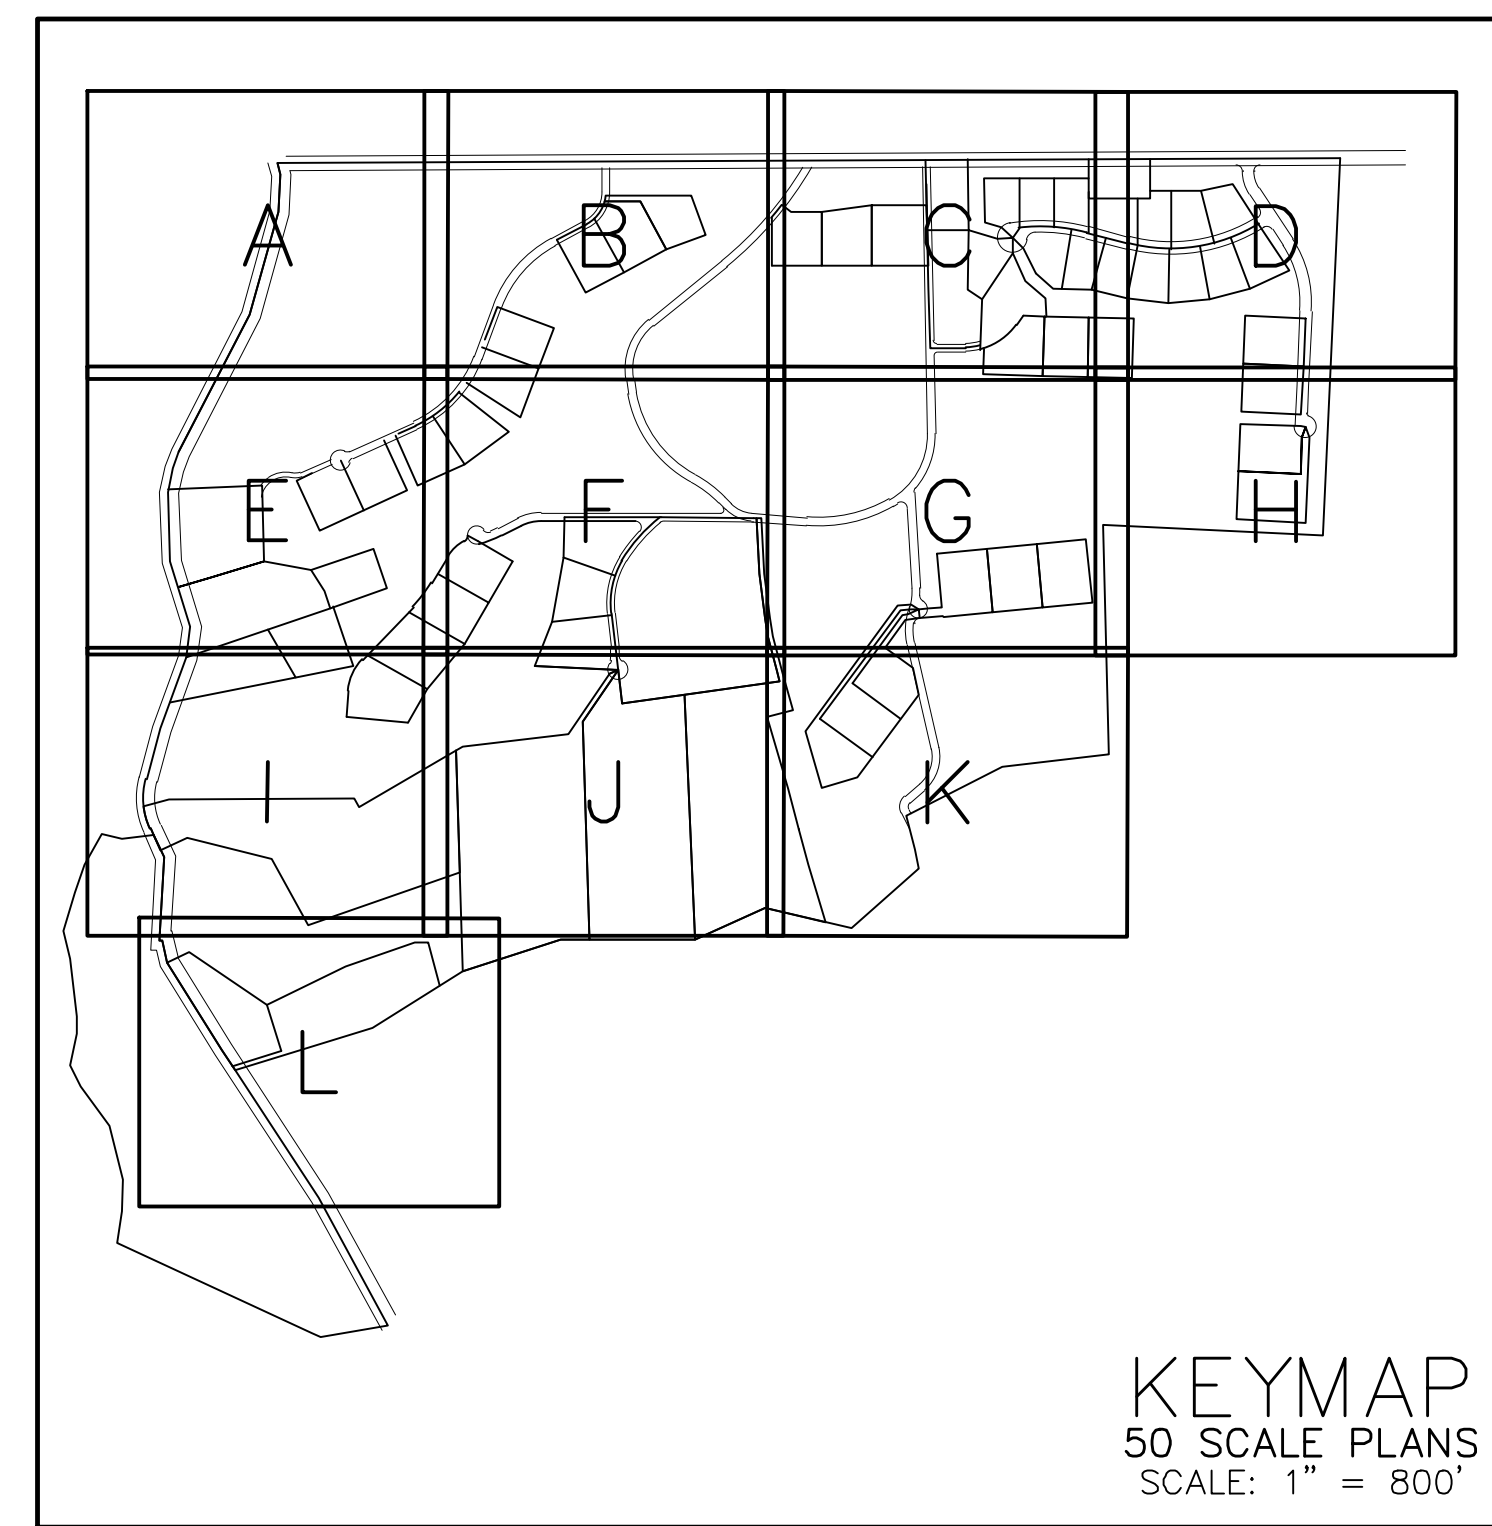 A B C D
E F G H
I J K
L
KEYMAP
50 SCALE PLANS
SCALE: 1" = 800'